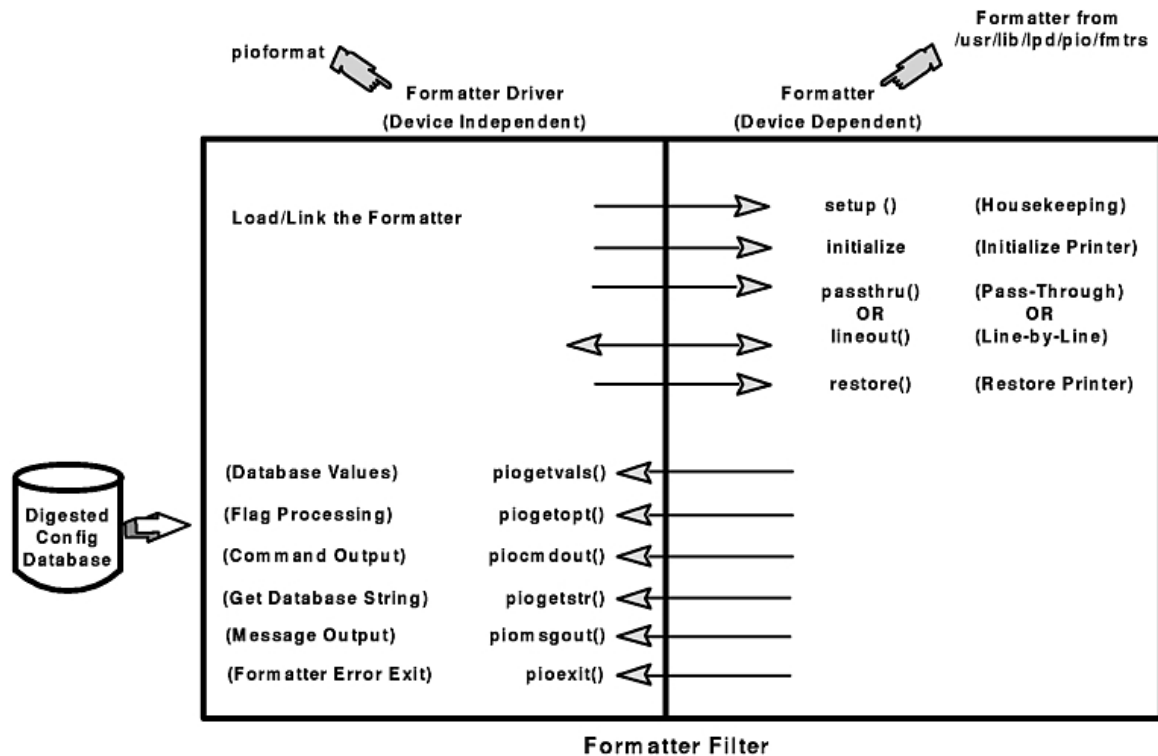 Formatter from
/usr/lib/lpd/pio/fmtrs
pioformat
Formatter Driver
(Device Independent)
Formatter
(Device Dependent)
Load/Link the Formatter
setup () (Housekeeping)
initialize (Initialize Printer)
passthru() (Pass-Through)
OR OR
lineout() (Line-by-Line)
restore() (Restore Printer)
Digested
Config
Database
(Database Values) piogetvals()
(Flag Processing) piogetopt()
(Command Output) piocmdout()
(Get Database String) piogetstr()
(Message Output) piomsgout()
(Formatter Error Exit) pioexit()
Formatter Filter